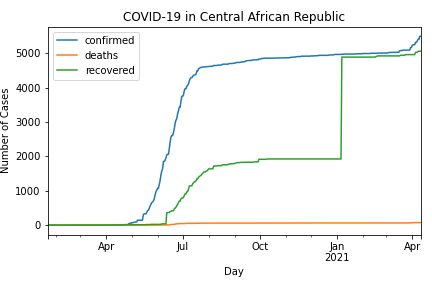 COVID-19 in Central African Republic
confirmed
deaths
recovered
Number of Cases
5000
4000
3000
2000
1000
0
Apr
Jul
Oct
Jan
2021
Apr
Day